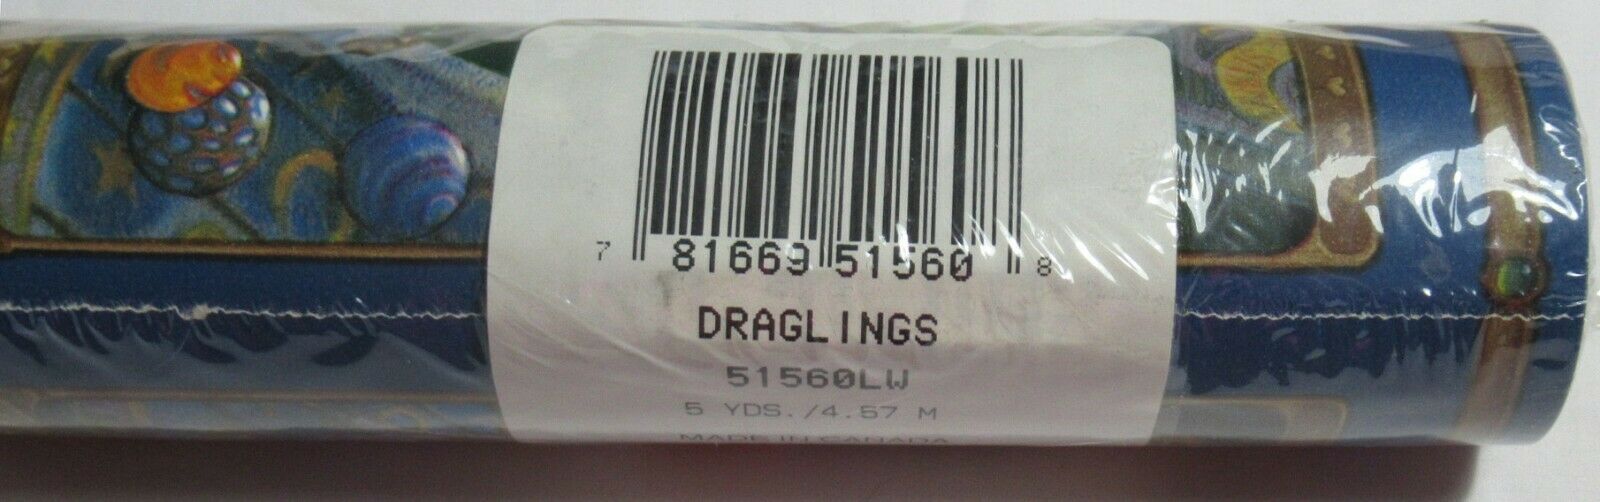 7 81669 51560 8
DRAGLINGS
51560LW
5 YDS./4.57 M
MADE IN CANADA